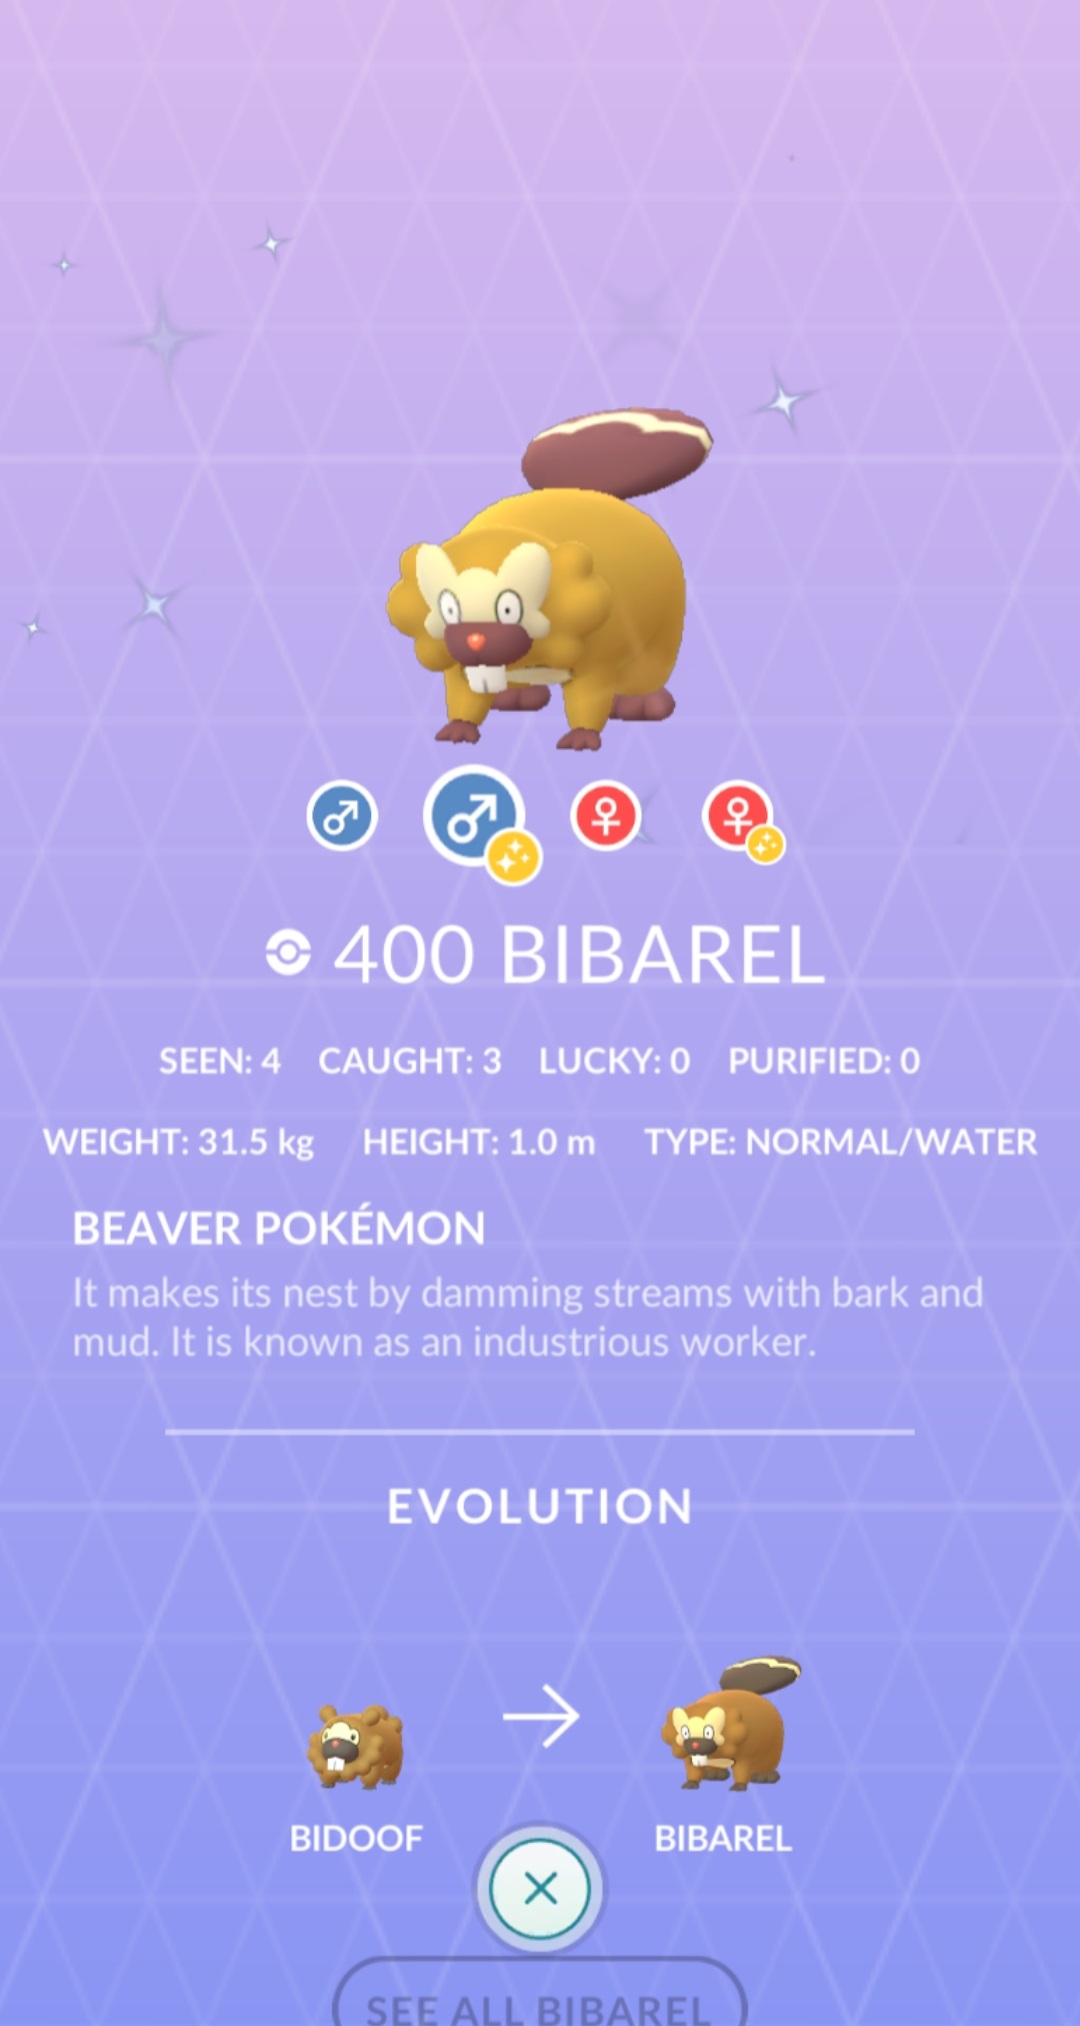 400 BIBAREL
SEEN: 4 CAUGHT: 3 LUCKY: 0 PURIFIED: 0
WEIGHT: 31.5 kg HEIGHT: 1.0 m TYPE: NORMAL/WATER
BEAVER POKÉMON
It makes its nest by damming streams with bark and
mud. It is known as an industrious worker.
EVOLUTION
BIDOOF BIBAREL
SEE ALL BIBAREL